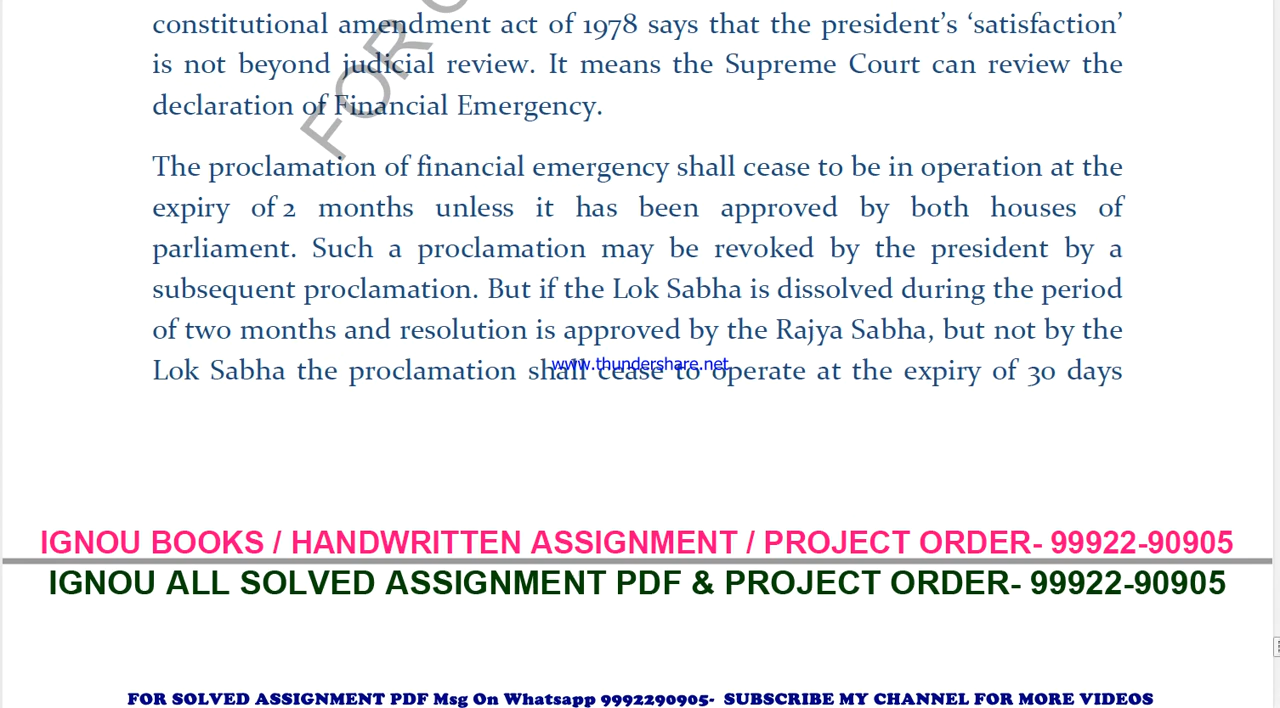 constitutional amendment act of 1978 says that the president's 'satisfaction'
is not beyond judicial review. It means the Supreme Court can review the
declaration of Financial Emergency.
The proclamation of financial emergency shall cease to be in operation at the
expiry of 2 months unless it has been approved by both houses of
parliament. Such a proclamation may be revoked by the president by a
subsequent proclamation. But if the Lok Sabha is dissolved during the period
of two months and resolution is approved by the Rajya Sabha, but not by the
www.thundershare.net
Lok Sabha the proclamation shall cease to operate at the expiry of 30 days
FOR
IGNOU BOOKS / HANDWRITTEN ASSIGNMENT / PROJECT ORDER- 99922-90905
IGNOU ALL SOLVED ASSIGNMENT PDF & PROJECT ORDER- 99922-90905
FOR SOLVED ASSIGNMENT PDF Msg On Whatsapp 9992290905- SUBSCRIBE MY CHANNEL FOR MORE VIDEOS